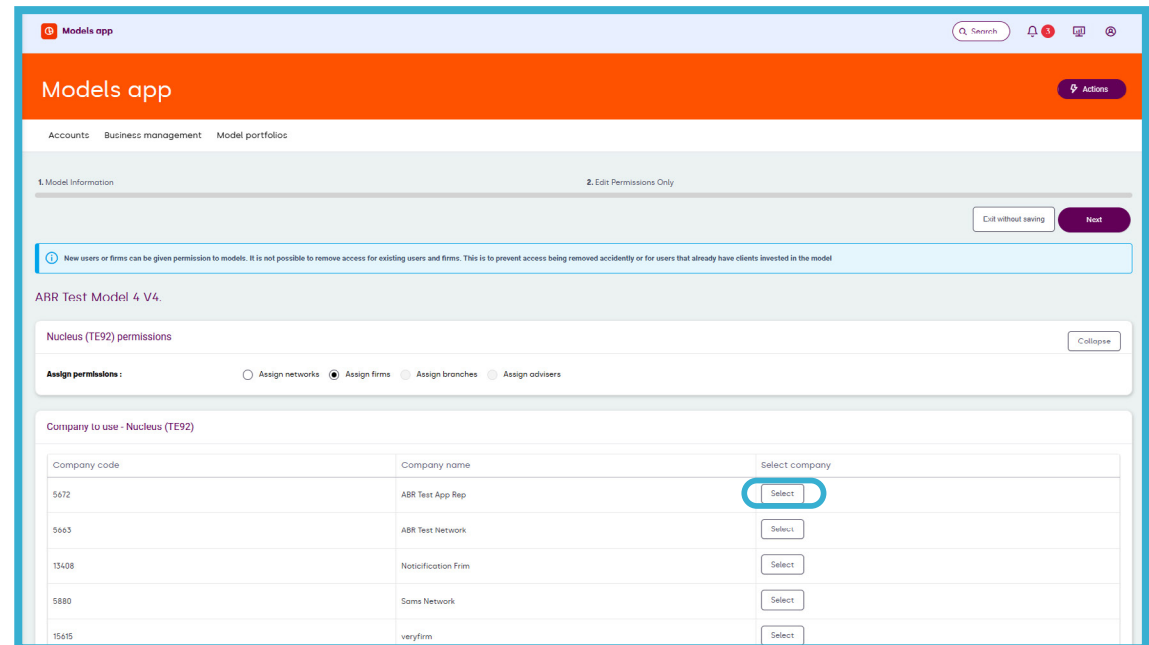 Models app
Search
3
Models app
Actions
Accounts Business management Model portfolios
1. Model Information
2. Edit Permissions Only
Exit without saving
Next
New users or firms can be given permission to models. It is not possible to remove access for existing users and firms. This is to prevent access being removed accidently or for users that already have clients invested in the model
ABR Test Model 4 V4.
Nucleus (TE92) permissions
Collapse
Assign permissions : Assign networks Assign firms Assign branches Assign advisers
Company to use - Nucleus (TE92)
Company code Company name Select company
5672 ABR Test App Rep Select
5663 ABR Test Network Select
13408 Noticification Frim Select
5880 Sams Network Select
15615 veryfirm Select